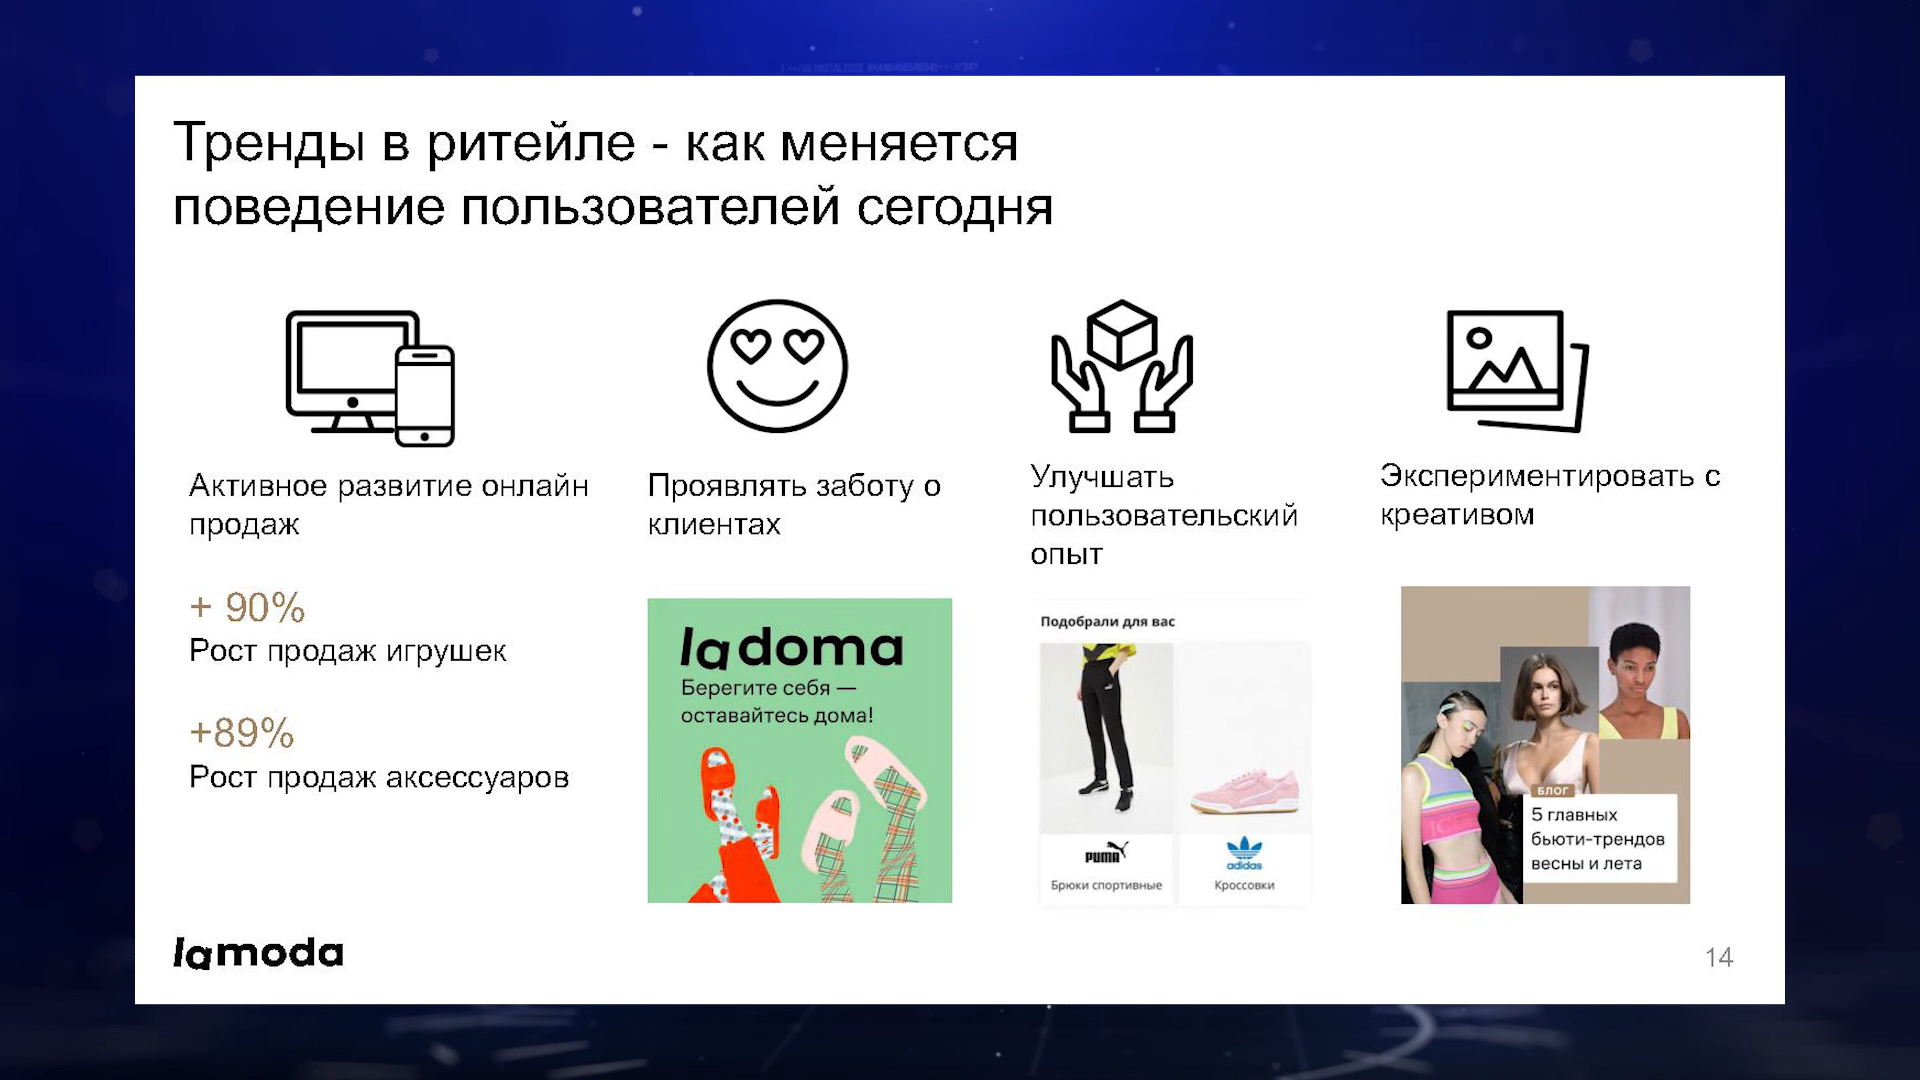 Тренды в ритейле - как меняется
поведение пользователей сегодня
Активное развитие онлайн
продаж
+ 90%
Рост продаж игрушек
+89%
Рост продаж аксессуаров
Проявлять заботу о
клиентах
la doma
Берегите себя —
оставайтесь дома!
Улучшать
пользовательский
опыт
Подобрали для вас
PUMA
Брюки спортивные
adidas
Кроссовки
Экспериментировать с
креативом
БЛОГ
5 главных
бьюти-трендов
весны и лета
lamoda
14